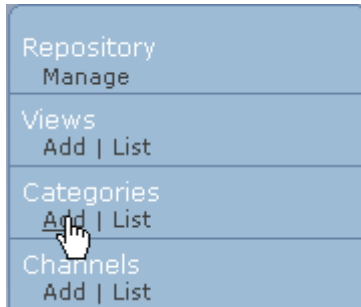 Repository
Manage
Views
Add | List
Categories
Add | List
Channels
Add | List